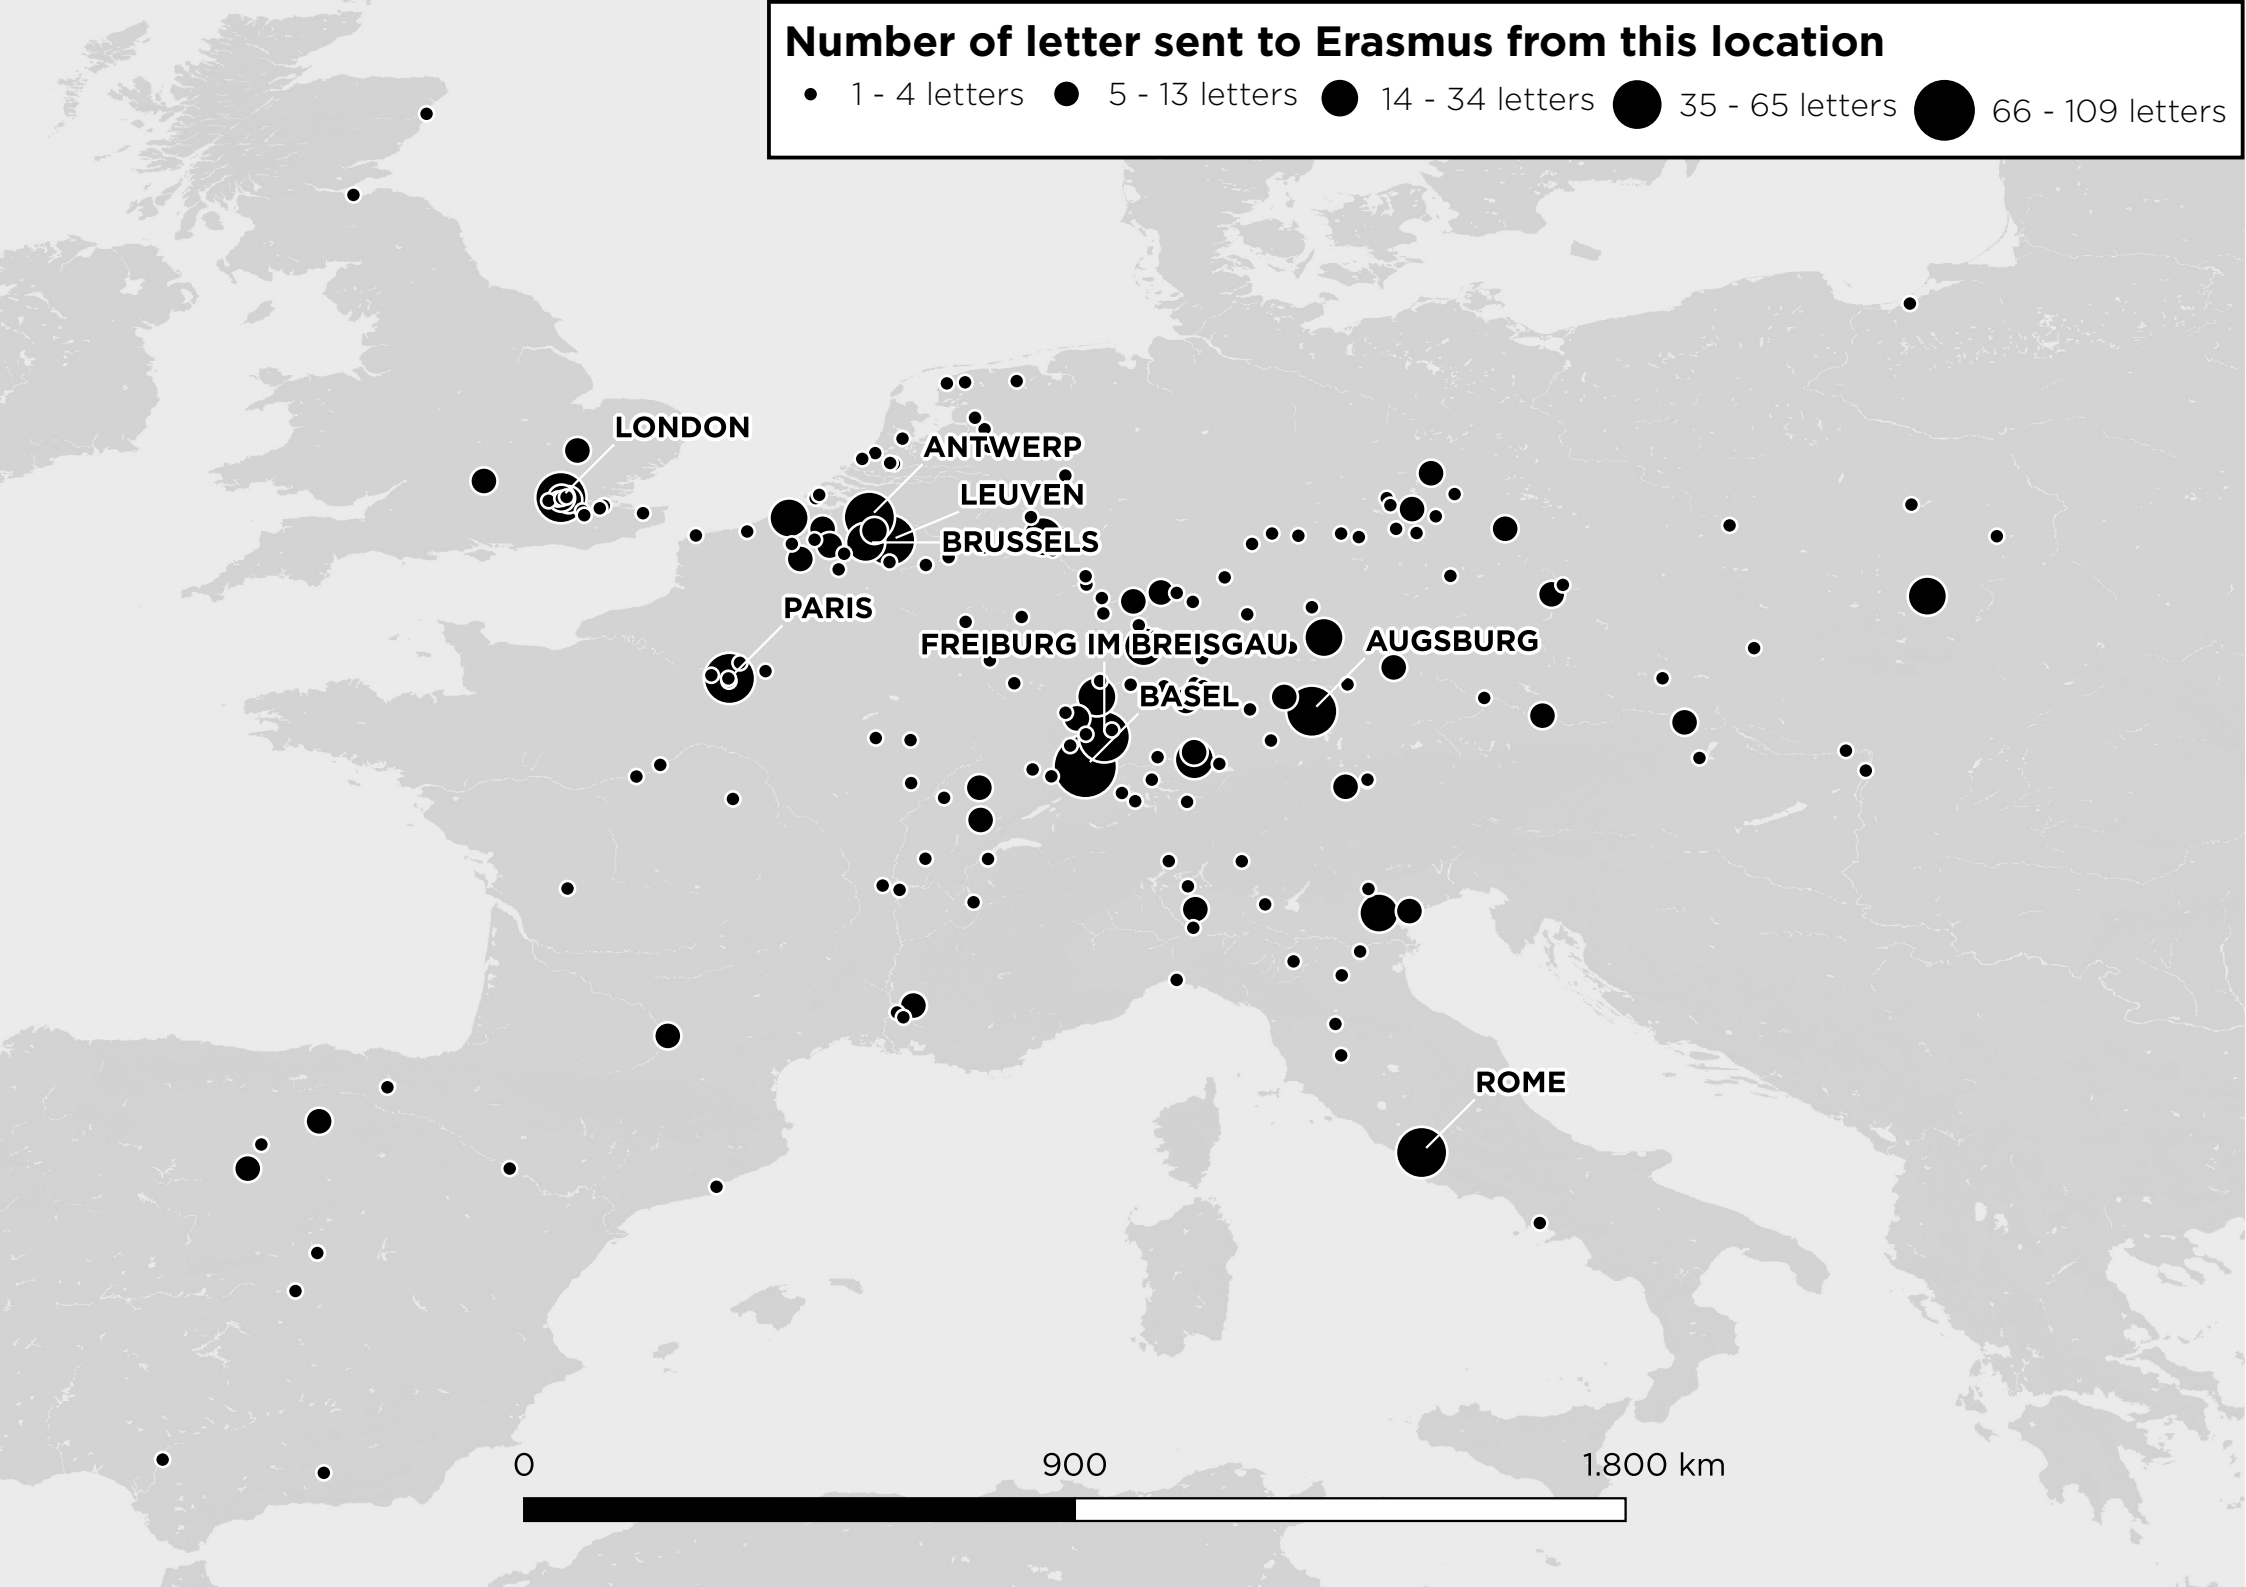 Number of letter sent to Erasmus from this location
1 - 4 letters 5 - 13 letters 14 - 34 letters 35 - 65 letters 66 - 109 letters
LONDON
ANTWERP
LEUVEN
BRUSSELS
PARIS
FREIBURG IM BREISGAU
AUGSBURG
BASEL
ROME
0 900 1.800 km